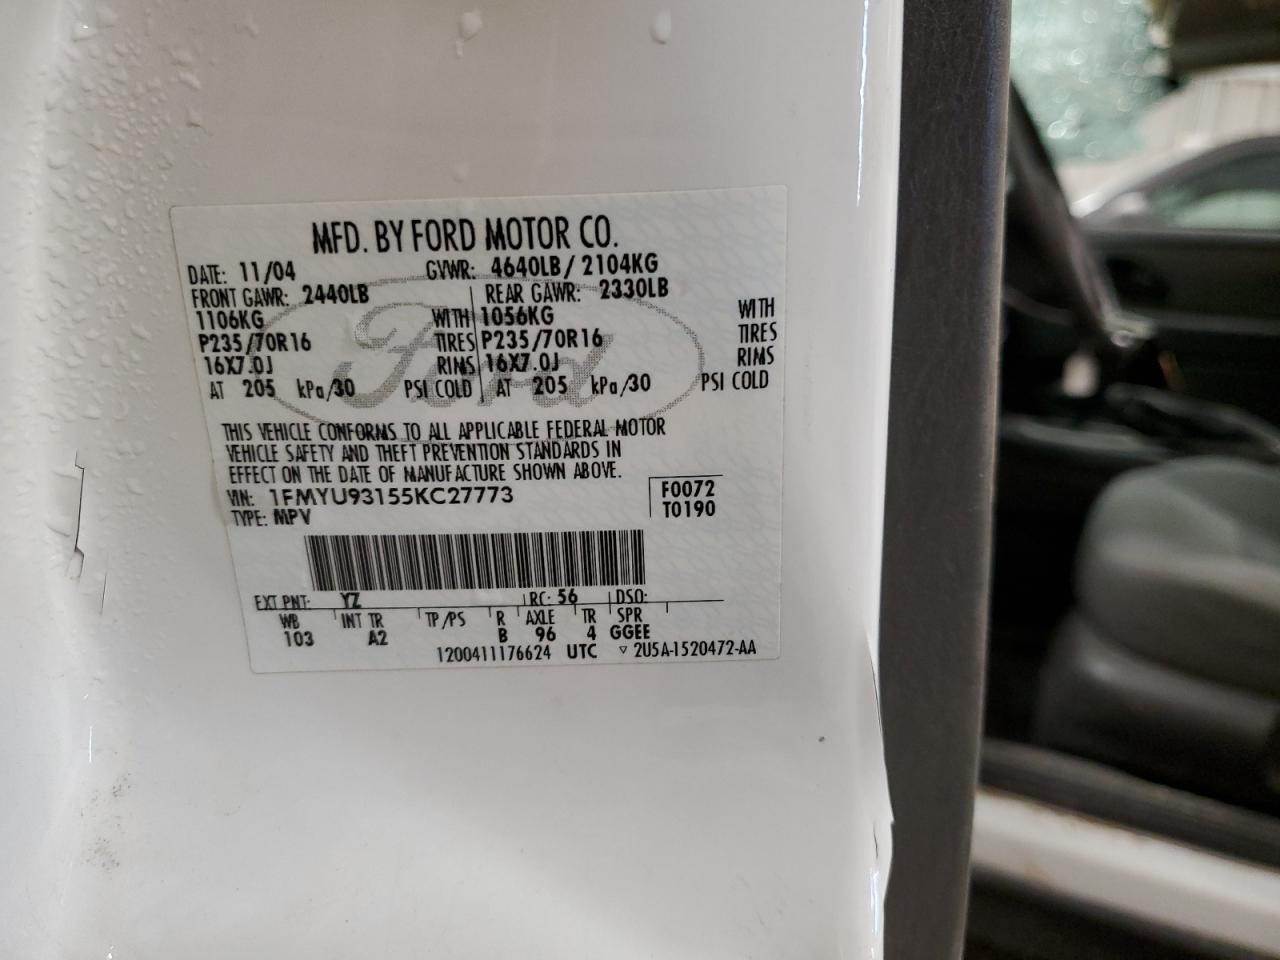 MFD. BY FORD MOTOR CO.
DATE: 11/04 GVWR: 4640LB/ 2104KG
FRONT GAWR: 2440LB REAR GAWR: 2330LB
1106KG WITH 1056KG WITH
P235/70R16 TIRES P235/70R16 TIRES
16X7.0J RIMS 16X7.0J RIMS
AT 205 kPa/30 PSI COLD AT 205 kPa/30 PSI COLD
Ford
THIS VEHICLE CONFORMS TO ALL APPLICABLE FEDERAL MOTOR
VEHICLE SAFETY AND THEFT PREVENTION STANDARDS IN
EFFECT ON THE DATE OF MANUFACTURE SHOWN ABOVE.
VIN: 1FMYU93155KC27773 F0072
TYPE: MPV T0190
EXT PNT: YZ RC: 56 DSO:
WB INT TR TP/PS R AXLE TR SPR
103 A2 B 96 4 GGEE
1200411176624 UTC ▽ 2U5A-1520472-AA